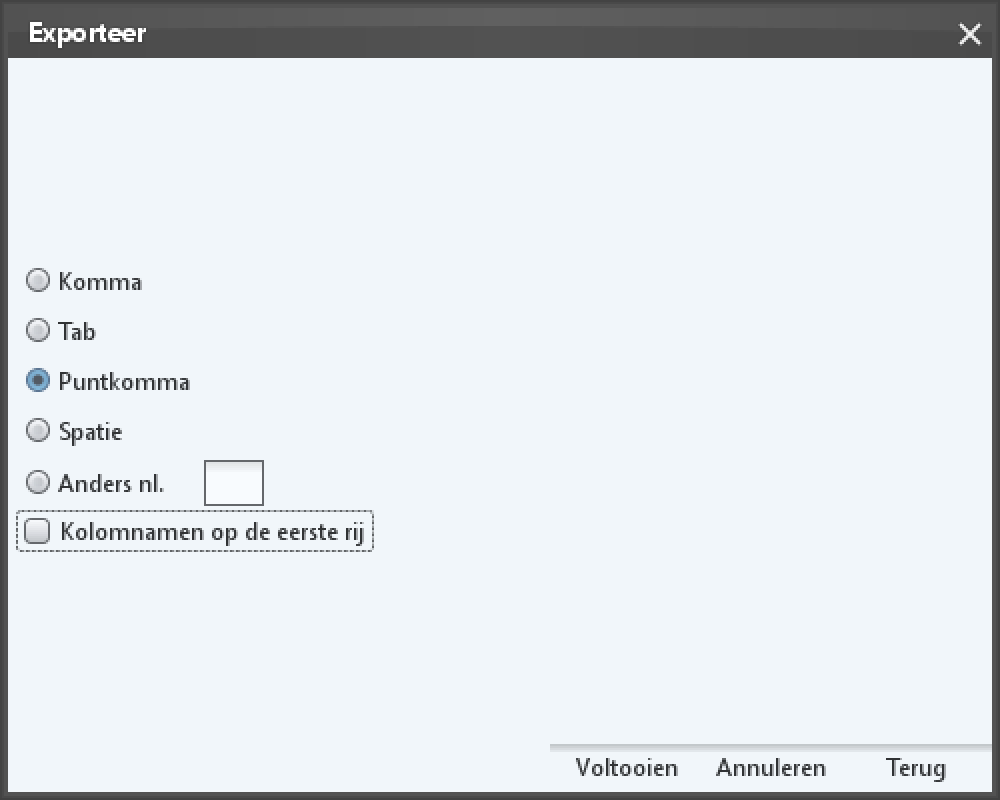 Exporteer
Komma
Tab
Puntkomma
Spatie
Anders nl.
Kolomnamen op de eerste rij
Voltooien Annuleren Terug